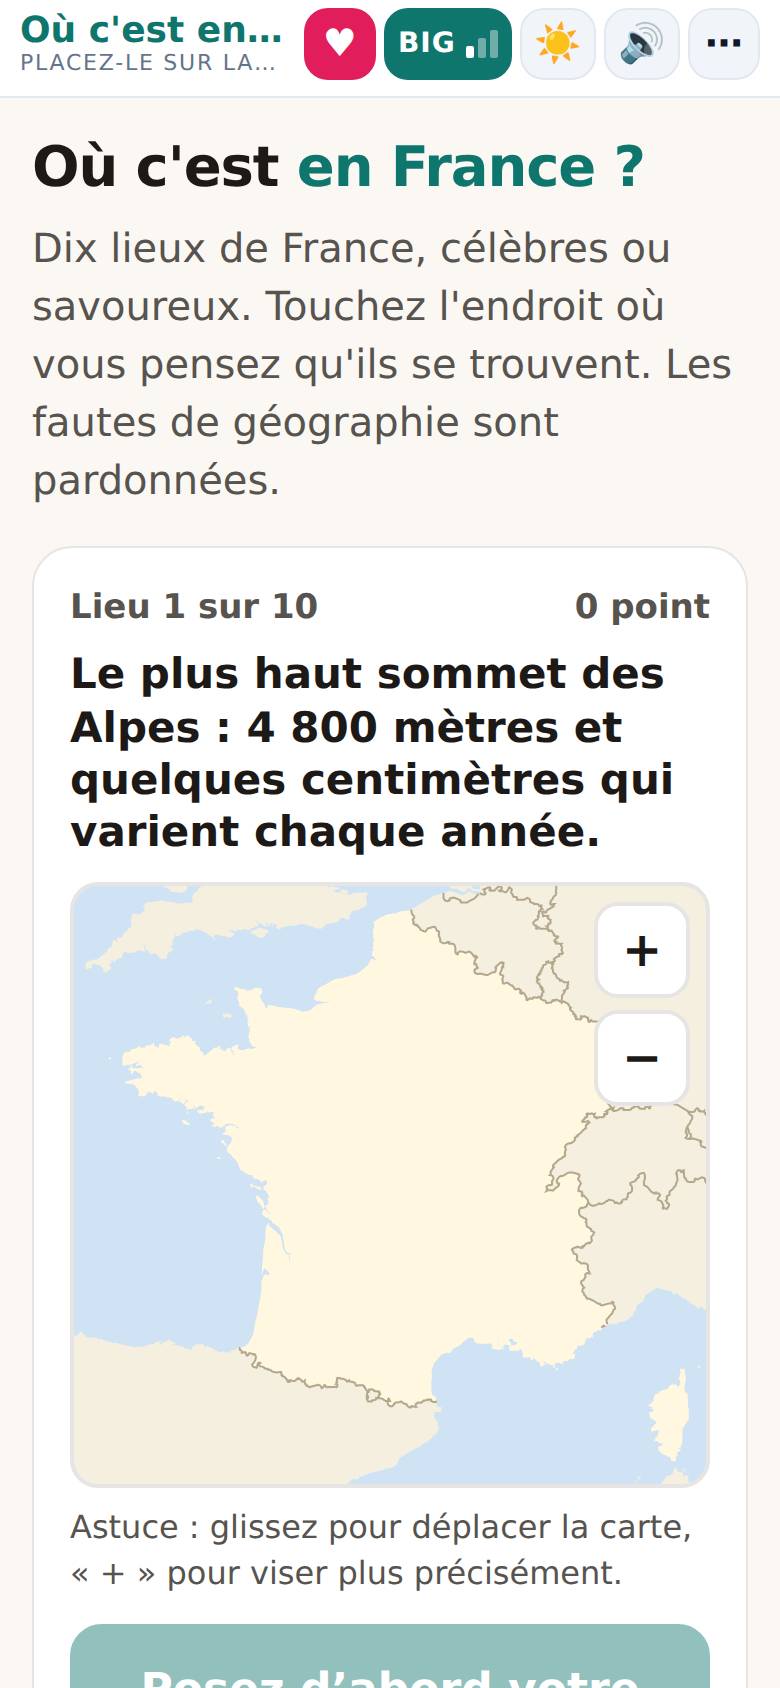 Où c'est en…
PLACEZ-LE SUR LA…
♥
BIG
☀️
🔊
…
Où c'est en France ?
Dix lieux de France, célèbres ou
savoureux. Touchez l'endroit où
vous pensez qu'ils se trouvent. Les
fautes de géographie sont
pardonnées.
Lieu 1 sur 10
0 point
Le plus haut sommet des
Alpes : 4 800 mètres et
quelques centimètres qui
varient chaque année.
+
−
Astuce : glissez pour déplacer la carte,
« + » pour viser plus précisément.
Posez d’abord votre